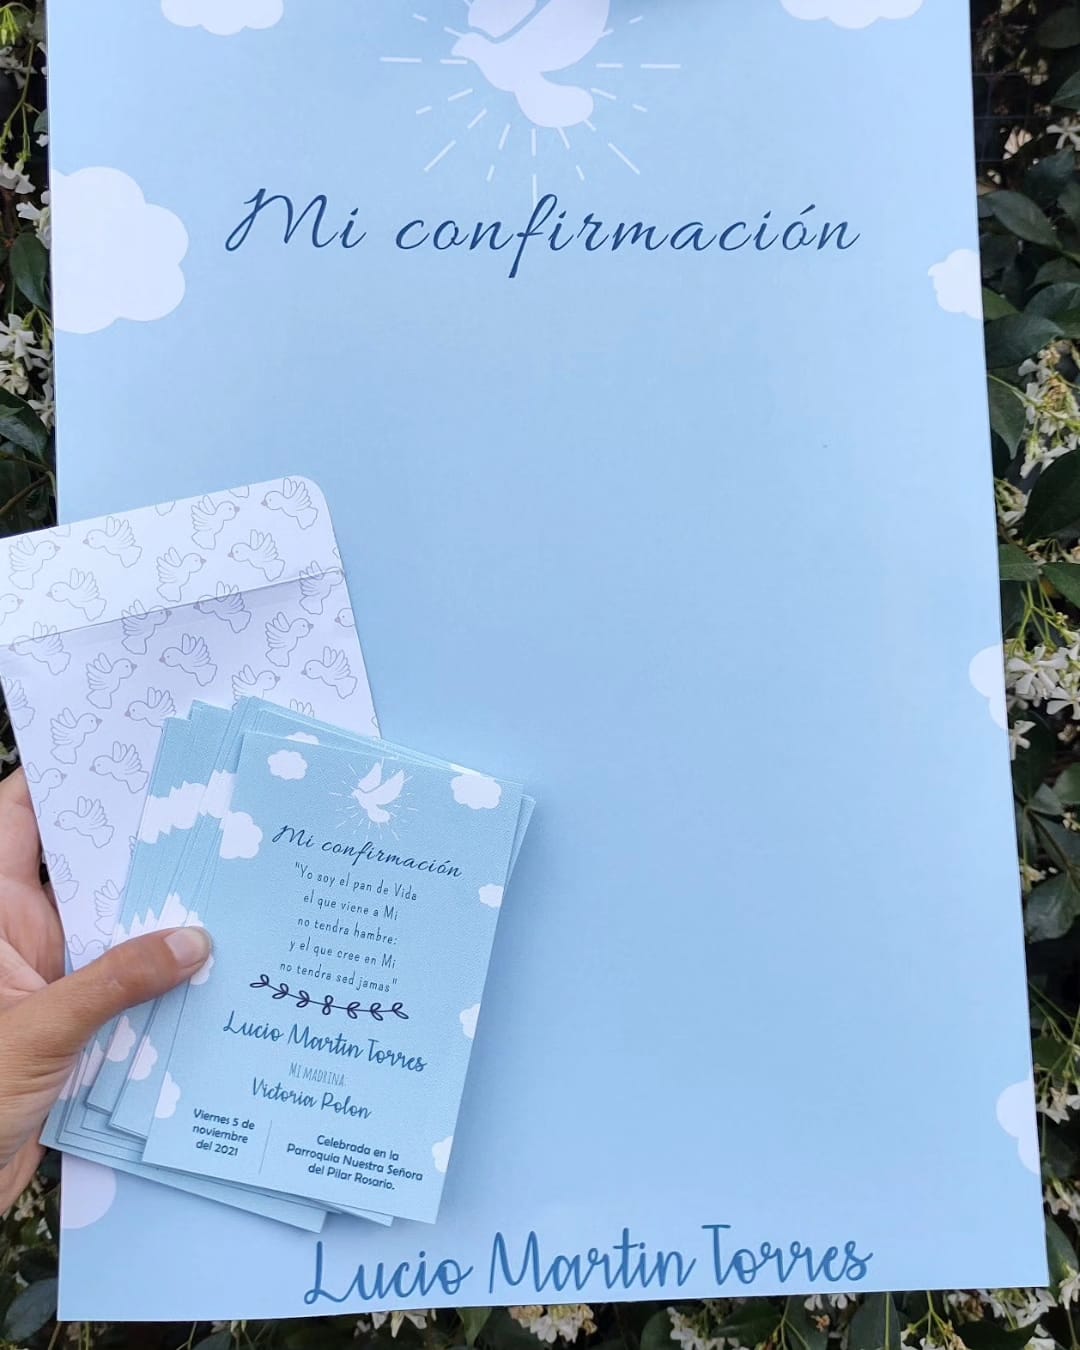 Mi confirmación
Mi confirmación
"Yo soy el pan de Vida
el que viene a Mi
no tendra hambre:
y el que cree en Mi
no tendra sed jamas"
Lucio Martin Torres
MI MADRINA:
Victoria Polon
Viernes 5 de
noviembre
del 2021
Celebrada en la
Parroquia Nuestra Señora
del Pilar Rosario.
Lucio Martin Torres